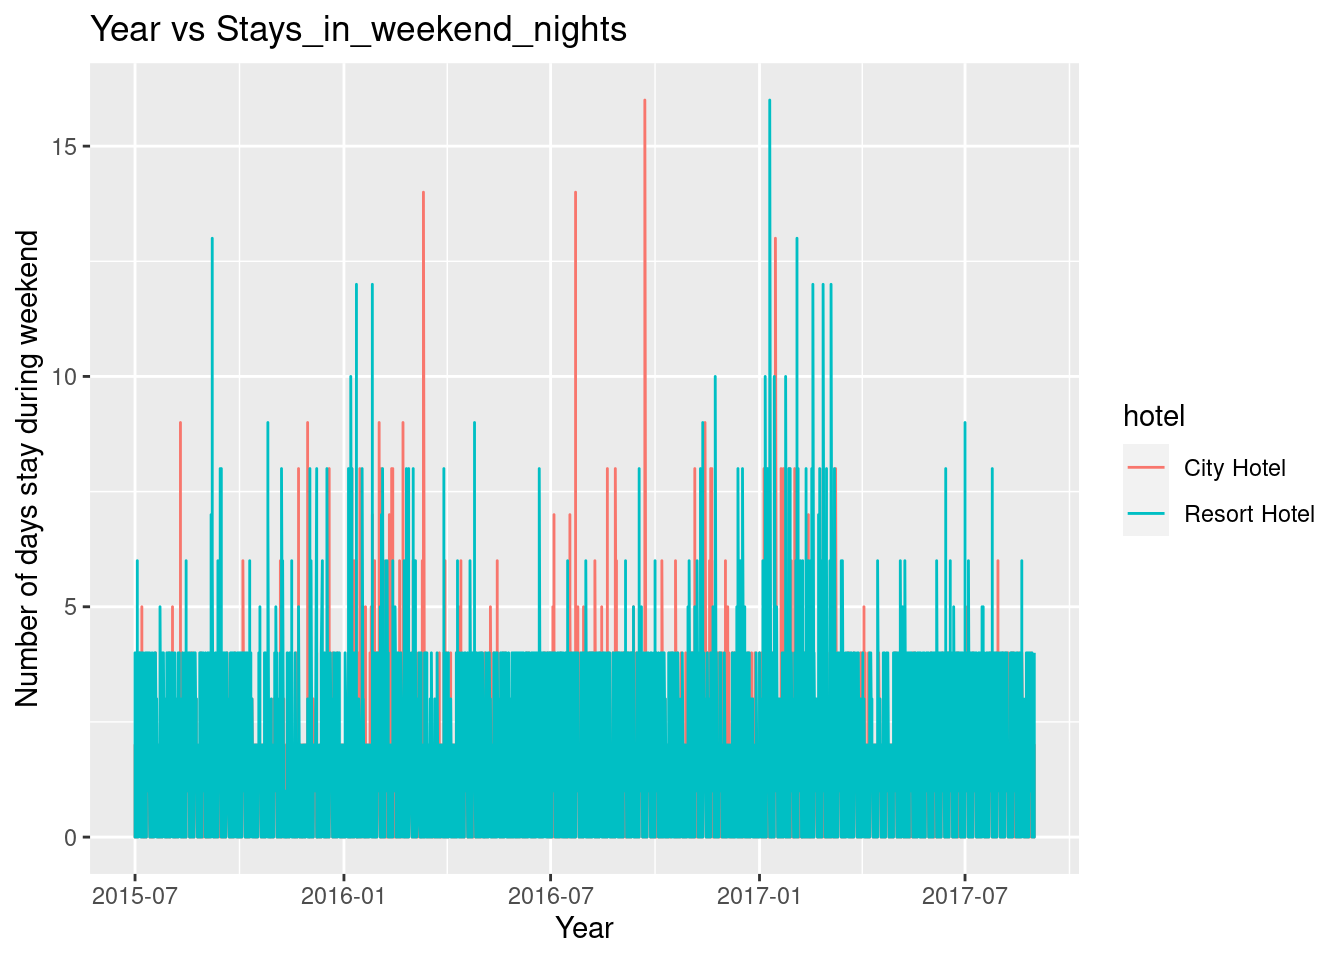 Year vs Stays_in_weekend_nights
Number of days stay during weekend
15
10
5
0
2015-07
2016-01
2016-07
2017-01
2017-07
Year
hotel
City Hotel
Resort Hotel